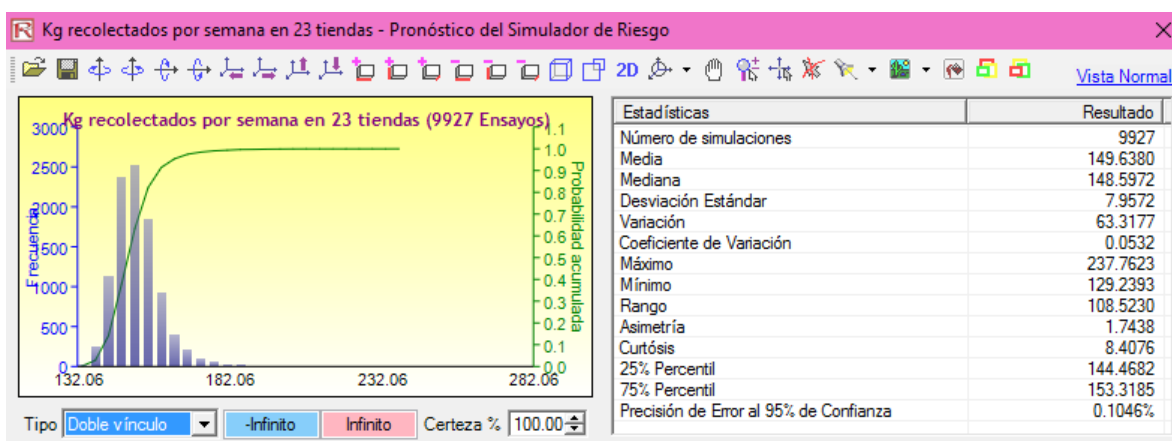 Kg recolectados por semana en 23 tiendas - Pronóstico del Simulador de Riesgo
2D
Vista Normal
Kg recolectados por semana en 23 tiendas (9927 Ensayos)
Frecuencia
3000
2500
2000
1500
1000
500
0
132.06 182.06 232.06 282.06
1.1
1.0
0.9
0.8
0.7
0.6
0.5
0.4
0.3
0.2
0.1
0.0
Probabilidad acumulada
Tipo Doble vínculo -Infinito Infinito Certeza % 100.00
Estadísticas Resultado
Número de simulaciones 9927
Media 149.6380
Mediana 148.5972
Desviación Estándar 7.9572
Variación 63.3177
Coeficiente de Variación 0.0532
Máximo 237.7623
Mínimo 129.2393
Rango 108.5230
Asimetría 1.7438
Curtósis 8.4076
25% Percentil 144.4682
75% Percentil 153.3185
Precisión de Error al 95% de Confianza 0.1046%